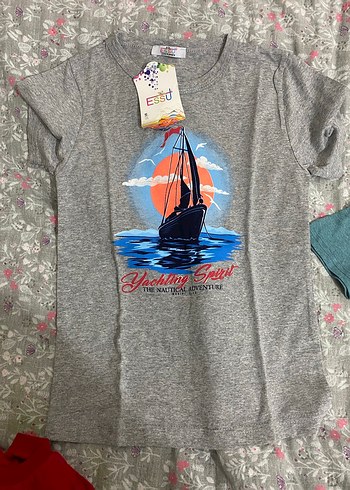 ESSU
Yachting Spirit
THE NAUTICAL ADVENTURE